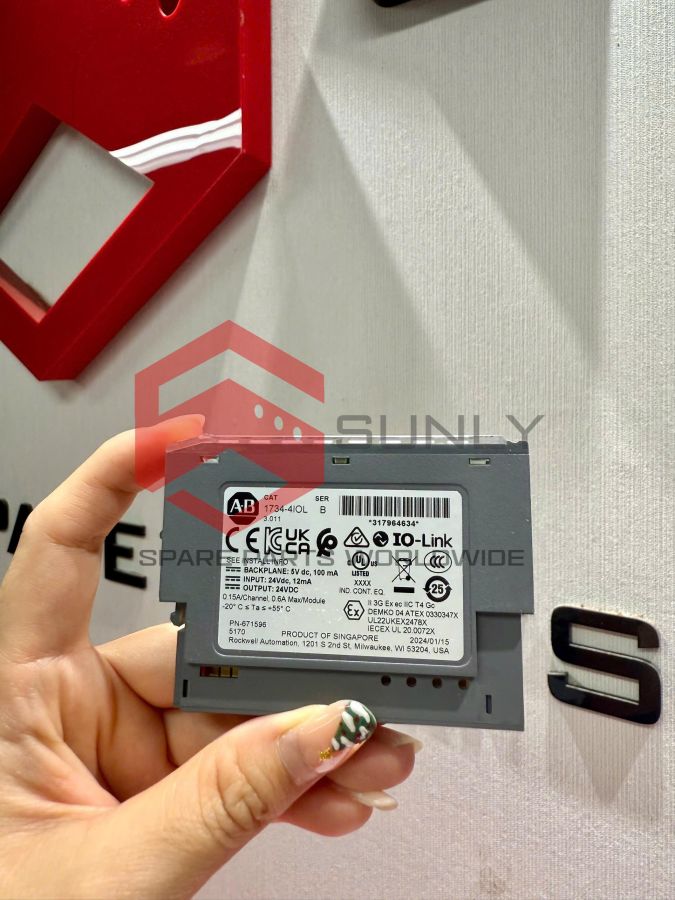 SUNLY
SPARE PARTS WORLDWIDE
AB
CAT
1734-4IOL
3.011
SER
B
*317964634*
CE
UK
CA
IO-Link
SEE INSTALL INFO
BACKPLANE: 5V dc, 100 mA
INPUT: 24Vdc, 12mA
OUTPUT: 24VDC
0.15A/Channel, 0.6A Max/Module
-20° C ≤ Ta ≤ +55° C
c UL US
LISTED
XXXX
IND. CONT. EQ.
CCC
25
Ex
II 3G Ex ec IIC T4 Gc
DEMKO 04 ATEX 0330347X
UL22UKEX2478X
IECEX UL 20.0072X
PN-671596
5170
PRODUCT OF SINGAPORE
2024/01/15
Rockwell Automation, 1201 S 2nd St, Milwaukee, WI 53204, USA
S